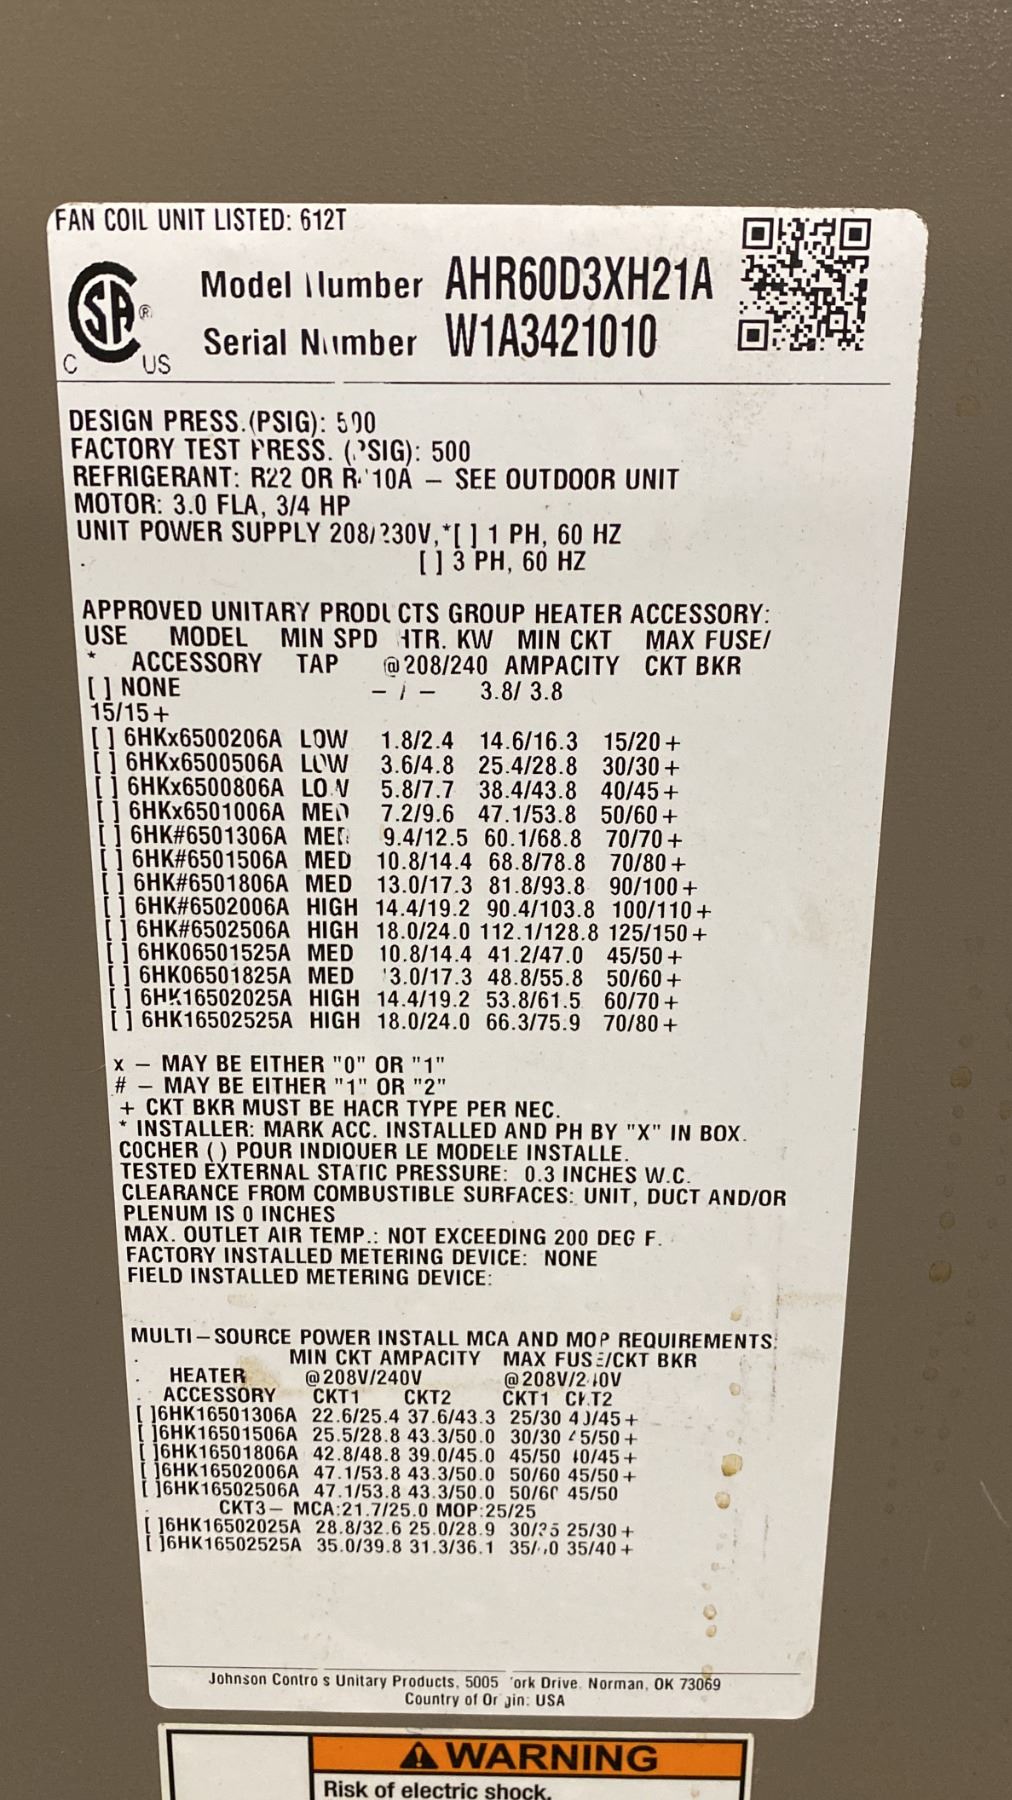 FAN COIL UNIT LISTED: 612T
SA ®
C US
Model Number AHR60D3XH21A
Serial Number W1A3421010
DESIGN PRESS.(PSIG): 500
FACTORY TEST PRESS. (PSIG): 500
REFRIGERANT: R22 OR R410A — SEE OUTDOOR UNIT
MOTOR: 3.0 FLA, 3/4 HP
UNIT POWER SUPPLY 208/230V,*[ ] 1 PH, 60 HZ
. [ ] 3 PH, 60 HZ
APPROVED UNITARY PRODUCTS GROUP HEATER ACCESSORY:
USE MODEL MIN SPD HTR. KW MIN CKT MAX FUSE/
* ACCESSORY TAP @208/240 AMPACITY CKT BKR
[ ] NONE – / – 3.8/ 3.8
15/15+
[ ] 6HKx6500206A LOW 1.8/2.4 14.6/16.3 15/20+
[ ] 6HKx6500506A LOW 3.6/4.8 25.4/28.8 30/30+
[ ] 6HKx6500806A LOW 5.8/7.7 38.4/43.8 40/45+
[ ] 6HKx6501006A MED 7.2/9.6 47.1/53.8 50/60+
[ ] 6HK#6501306A MED 9.4/12.5 60.1/68.8 70/70+
[ ] 6HK#6501506A MED 10.8/14.4 68.8/78.8 70/80+
[ ] 6HK#6501806A MED 13.0/17.3 81.8/93.8 90/100+
[ ] 6HK#6502006A HIGH 14.4/19.2 90.4/103.8 100/110+
[ ] 6HK#6502506A HIGH 18.0/24.0 112.1/128.8 125/150+
[ ] 6HK06501525A MED 10.8/14.4 41.2/47.0 45/50+
[ ] 6HK06501825A MED 13.0/17.3 48.8/55.8 50/60+
[ ] 6HK16502025A HIGH 14.4/19.2 53.8/61.5 60/70+
[ ] 6HK16502525A HIGH 18.0/24.0 66.3/75.9 70/80+
x — MAY BE EITHER "0" OR "1"
# — MAY BE EITHER "1" OR "2"
+ CKT BKR MUST BE HACR TYPE PER NEC.
* INSTALLER: MARK ACC. INSTALLED AND PH BY "X" IN BOX.
COCHER ( ) POUR INDIQUER LE MODELE INSTALLE.
TESTED EXTERNAL STATIC PRESSURE: 0.3 INCHES W.C.
CLEARANCE FROM COMBUSTIBLE SURFACES: UNIT, DUCT AND/OR
PLENUM IS 0 INCHES
MAX. OUTLET AIR TEMP.: NOT EXCEEDING 200 DEG F.
FACTORY INSTALLED METERING DEVICE: NONE
FIELD INSTALLED METERING DEVICE:
MULTI—SOURCE POWER INSTALL MCA AND MOP REQUIREMENTS:
. MIN CKT AMPACITY MAX FUSE/CKT BKR
. HEATER @208V/240V @208V/240V
. ACCESSORY CKT1 CKT2 CKT1 CKT2
[ ]6HK16501306A 22.6/25.4 37.6/43.3 25/30 40/45+
[ ]6HK16501506A 25.5/28.8 43.3/50.0 30/30 45/50+
[ ]6HK16501806A 42.8/48.8 39.0/45.0 45/50 40/45+
[ ]6HK16502006A 47.1/53.8 43.3/50.0 50/60 45/50+
[ ]6HK16502506A 47.1/53.8 43.3/50.0 50/60 45/50
. CKT3— MCA:21.7/25.0 MOP:25/25
[ ]6HK16502025A 28.8/32.6 25.0/28.9 30/35 25/30+
[ ]6HK16502525A 35.0/39.8 31.3/36.1 35/40 35/40+
Johnson Controls Unitary Products, 5005 York Drive, Norman, OK 73069
Country of Origin: USA
WARNING
Risk of electric shock.